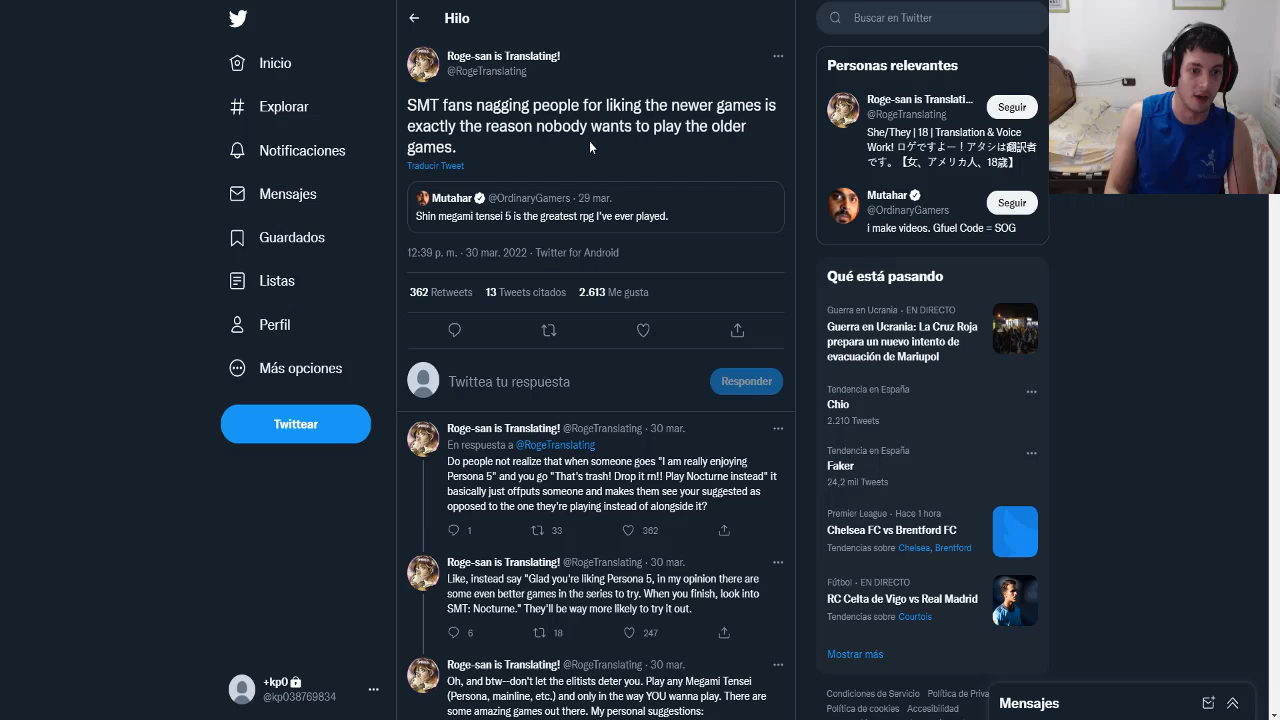 Inicio
Explorar
Notificaciones
Mensajes
Guardados
Listas
Perfil
Más opciones
Twittear
+kp0
@kp038769834
Hilo
Roge-san is Translating!
@RogeTranslating
SMT fans nagging people for liking the newer games is
exactly the reason nobody wants to play the older
games.
Traducir Tweet
Mutahar @OrdinaryGamers · 29 mar.
Shin megami tensei 5 is the greatest rpg I've ever played.
12:39 p. m. · 30 mar. 2022 · Twitter for Android
362 Retweets 13 Tweets citados 2.613 Me gusta
Twittea tu respuesta
Responder
Roge-san is Translating! @RogeTranslating · 30 mar.
En respuesta a @RogeTranslating
Do people not realize that when someone goes "I am really enjoying
Persona 5" and you go "That's trash! Drop it rn!! Play Nocturne instead" it
basically just offputs someone and makes them see your suggested as
opposed to the one they're playing instead of alongside it?
1 33 362
Roge-san is Translating! @RogeTranslating · 30 mar.
Like, instead say "Glad you're liking Persona 5, in my opinion there are
some even better games in the series to try. When you finish, look into
SMT: Nocturne." They'll be way more likely to try it out.
6 18 247
Roge-san is Translating! @RogeTranslating · 30 mar.
Oh, and btw--don't let the elitists deter you. Play any Megami Tensei
(Persona, mainline, etc.) and only in the way YOU wanna play. There are
some amazing games out there. My personal suggestions:
Buscar en Twitter
Personas relevantes
Roge-san is Translati...
@RogeTranslating
Seguir
She/They | 18 | Translation & Voice
Work! ロゲですよー！アタシは翻訳者
です。【女、アメリカ人、18歳】
Mutahar
@OrdinaryGamers
Seguir
i make videos. Gfuel Code = SOG
Qué está pasando
Guerra en Ucrania · EN DIRECTO
Guerra en Ucrania: La Cruz Roja
prepara un nuevo intento de
evacuación de Mariupol
Tendencia en España
Chio
2.210 Tweets
Tendencia en España
Faker
24,2 mil Tweets
Premier League · Hace 1 hora
Chelsea FC vs Brentford FC
Tendencias sobre Chelsea, Brentford
Fútbol · EN DIRECTO
RC Celta de Vigo vs Real Madrid
Tendencias sobre Courtois
Mostrar más
Condiciones de Servicio Política de Priva
Política de cookies Accesibilidad
Mensajes